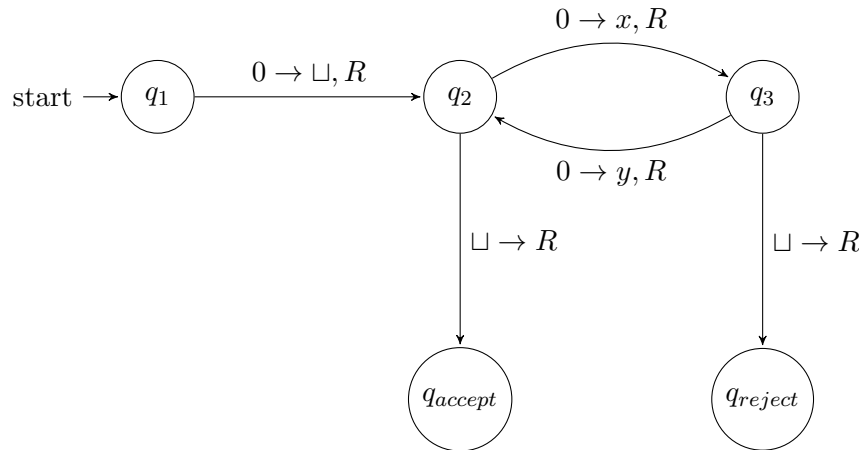 0 → x, R
start
q1
0 → ⊔, R
q2
q3
0 → y, R
⊔ → R
⊔ → R
qaccept
qreject